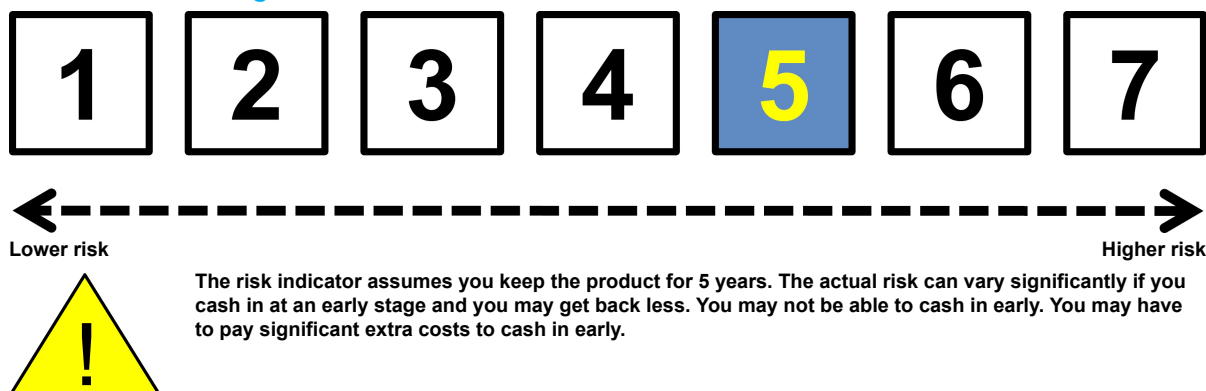 1 2 3 4 5 6 7
Lower risk Higher risk
The risk indicator assumes you keep the product for 5 years. The actual risk can vary significantly if you
cash in at an early stage and you may get back less. You may not be able to cash in early. You may have
to pay significant extra costs to cash in early.
!